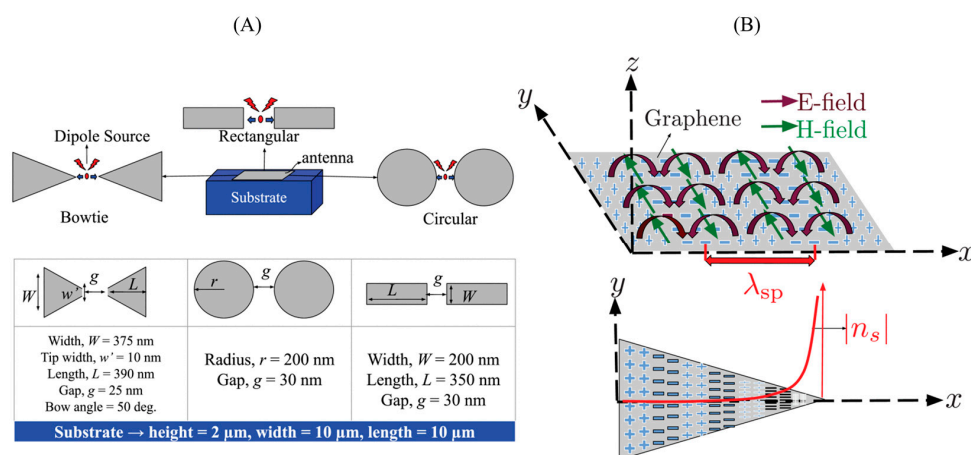 (A)
Rectangular
Dipole Source
antenna
Substrate
Bowtie
Circular
W w' g L
r g
L g W
Width, W = 375 nm
Tip width, w' = 10 nm
Length, L = 390 nm
Gap, g = 25 nm
Bow angle = 50 deg.
Radius, r = 200 nm
Gap, g = 30 nm
Width, W = 200 nm
Length, L = 350 nm
Gap, g = 30 nm
Substrate → height = 2 µm, width = 10 µm, length = 10 µm
(B)
z
y
E-field
H-field
Graphene
x
λsp
y
|ns|
x